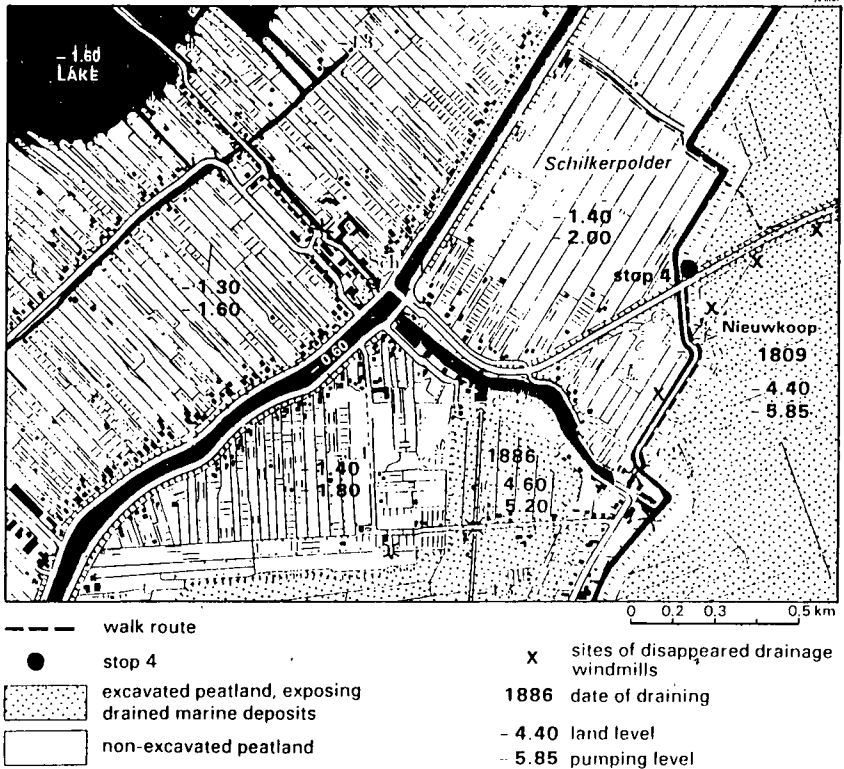 - 1.60
LAKE
Schilkerpolder
- 1.40
- 2.00
stop 4
- 1.30
- 1.60
Nieuwkoop
1809
- 4.40
- 5.85
- 0.60
1.40
1.80
1886
4.60
5.20
X
X
X
X
0 0,2 0,3 0,5 km
walk route
stop 4
excavated peatland, exposing
drained marine deposits
non-excavated peatland
X sites of disappeared drainage
windmills
1886 date of draining
- 4.40 land level
- 5.85 pumping level